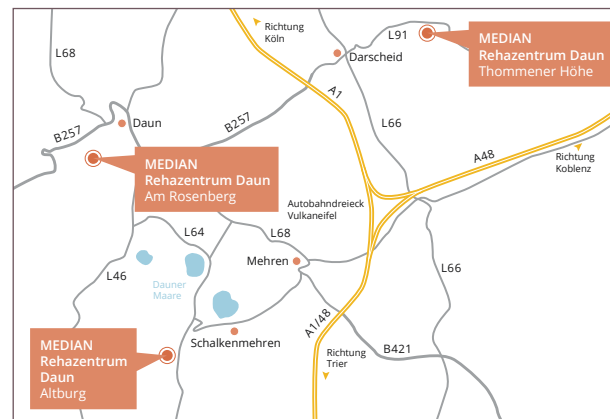 Richtung
Köln
L91
MEDIAN
Rehazentrum Daun
Thommener Höhe
L68
Darscheid
A1
Daun
B257
B257
L66
A48
Richtung
Koblenz
MEDIAN
Rehazentrum Daun
Am Rosenberg
Autobahndreieck
Vulkaneifel
L64
L68
Mehren
L46
Dauner
Maare
L66
A1/48
Schalkenmehren
MEDIAN
Rehazentrum
Daun
Altburg
Richtung
Trier
B421